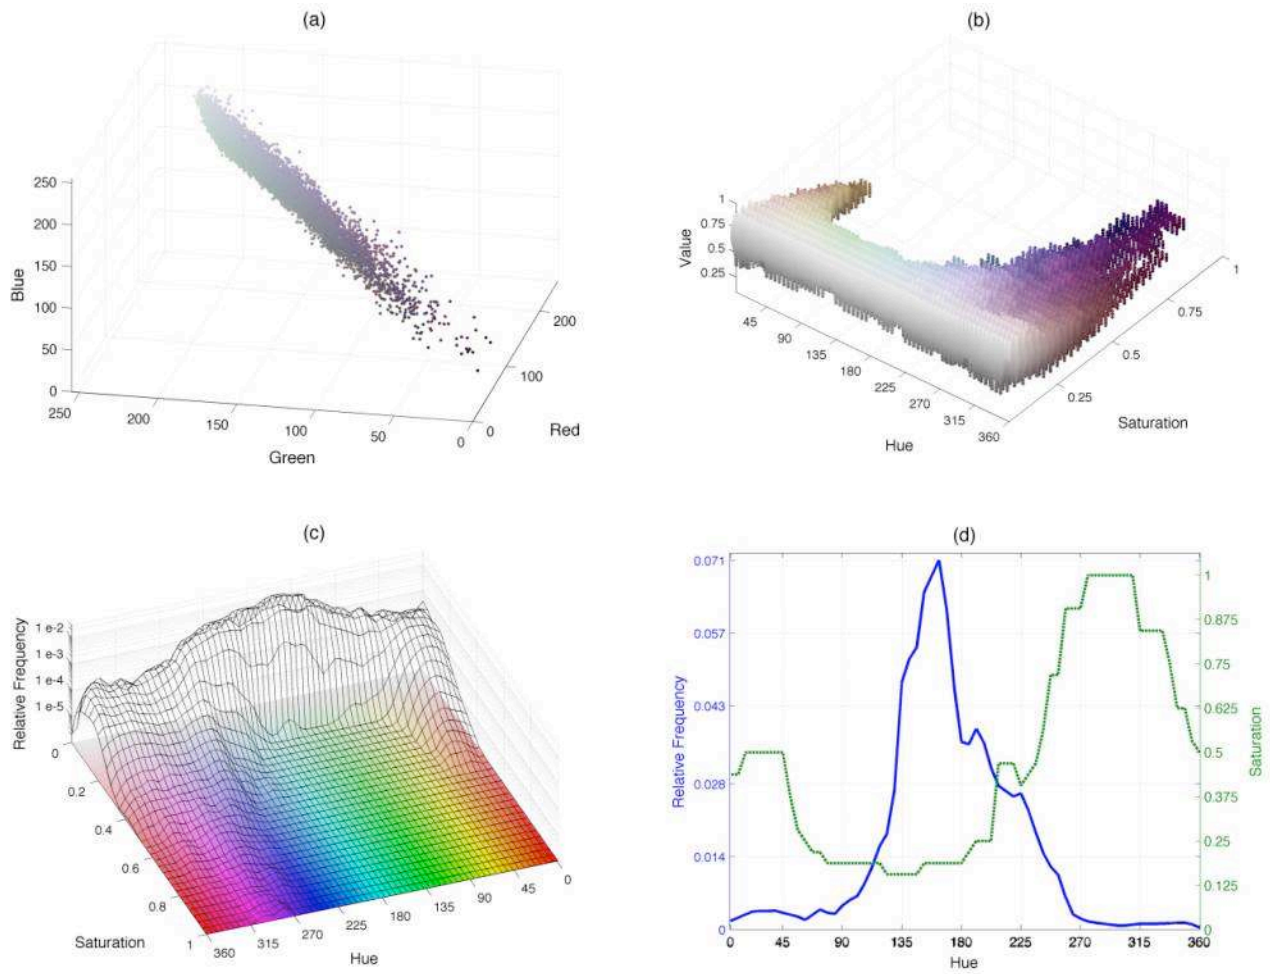 (a)
250
200
150
100
50
0
Blue
250
200
150
100
50
0
Green
0
100
200
Red
(b)
1
0.75
0.5
0.25
Value
45
90
135
180
225
270
315
360
Hue
0.25
0.5
0.75
1
Saturation
(c)
1 e-2
1 e-3
1 e-4
1 e-5
Relative Frequency
0
0.2
0.4
0.6
0.8
1
Saturation
360
315
270
225
180
135
90
45
0
Hue
(d)
0.071
0.057
0.043
0.028
0.014
0
Relative Frequency
1
0.875
0.75
0.625
0.5
0.375
0.25
0.125
0
Saturation
0 45 90 135 180 225 270 315 360
Hue